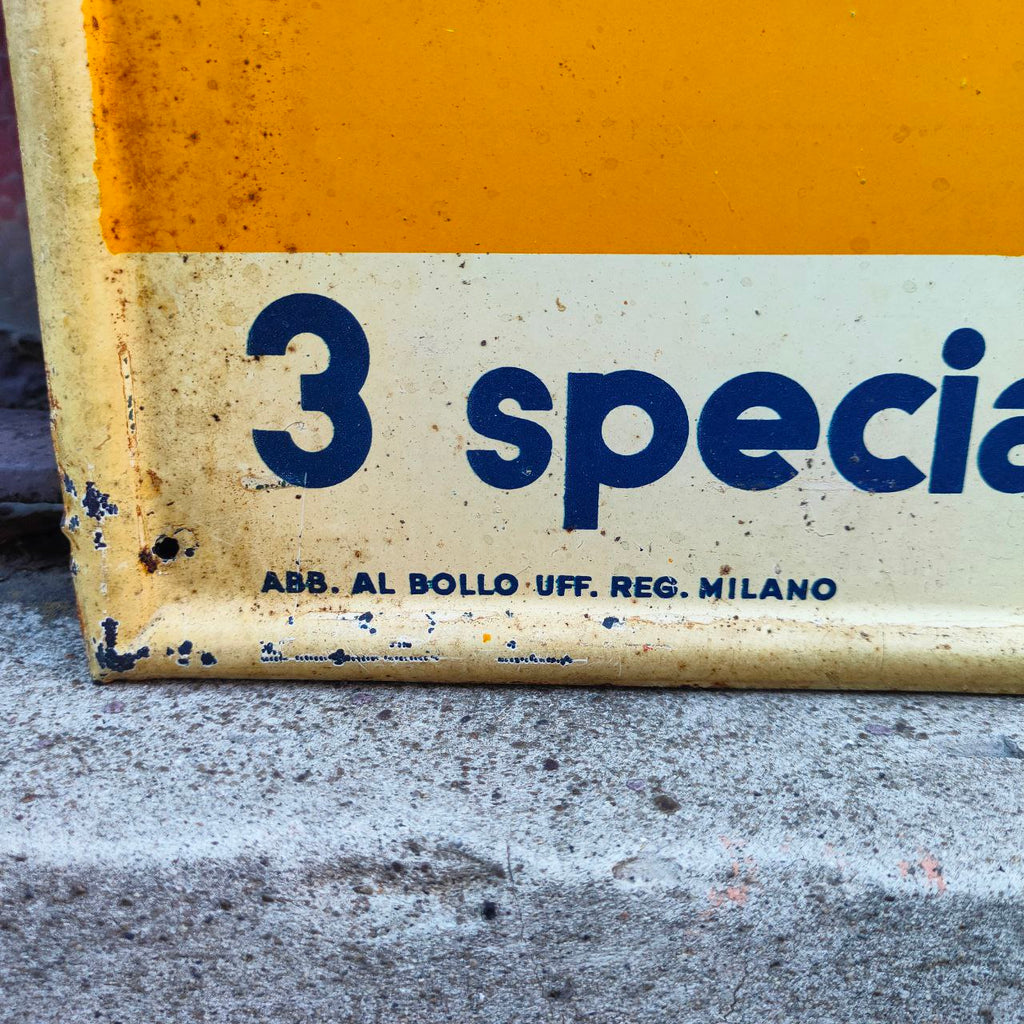 3 specia
ABB. AL BOLLO UFF. REG. MILANO